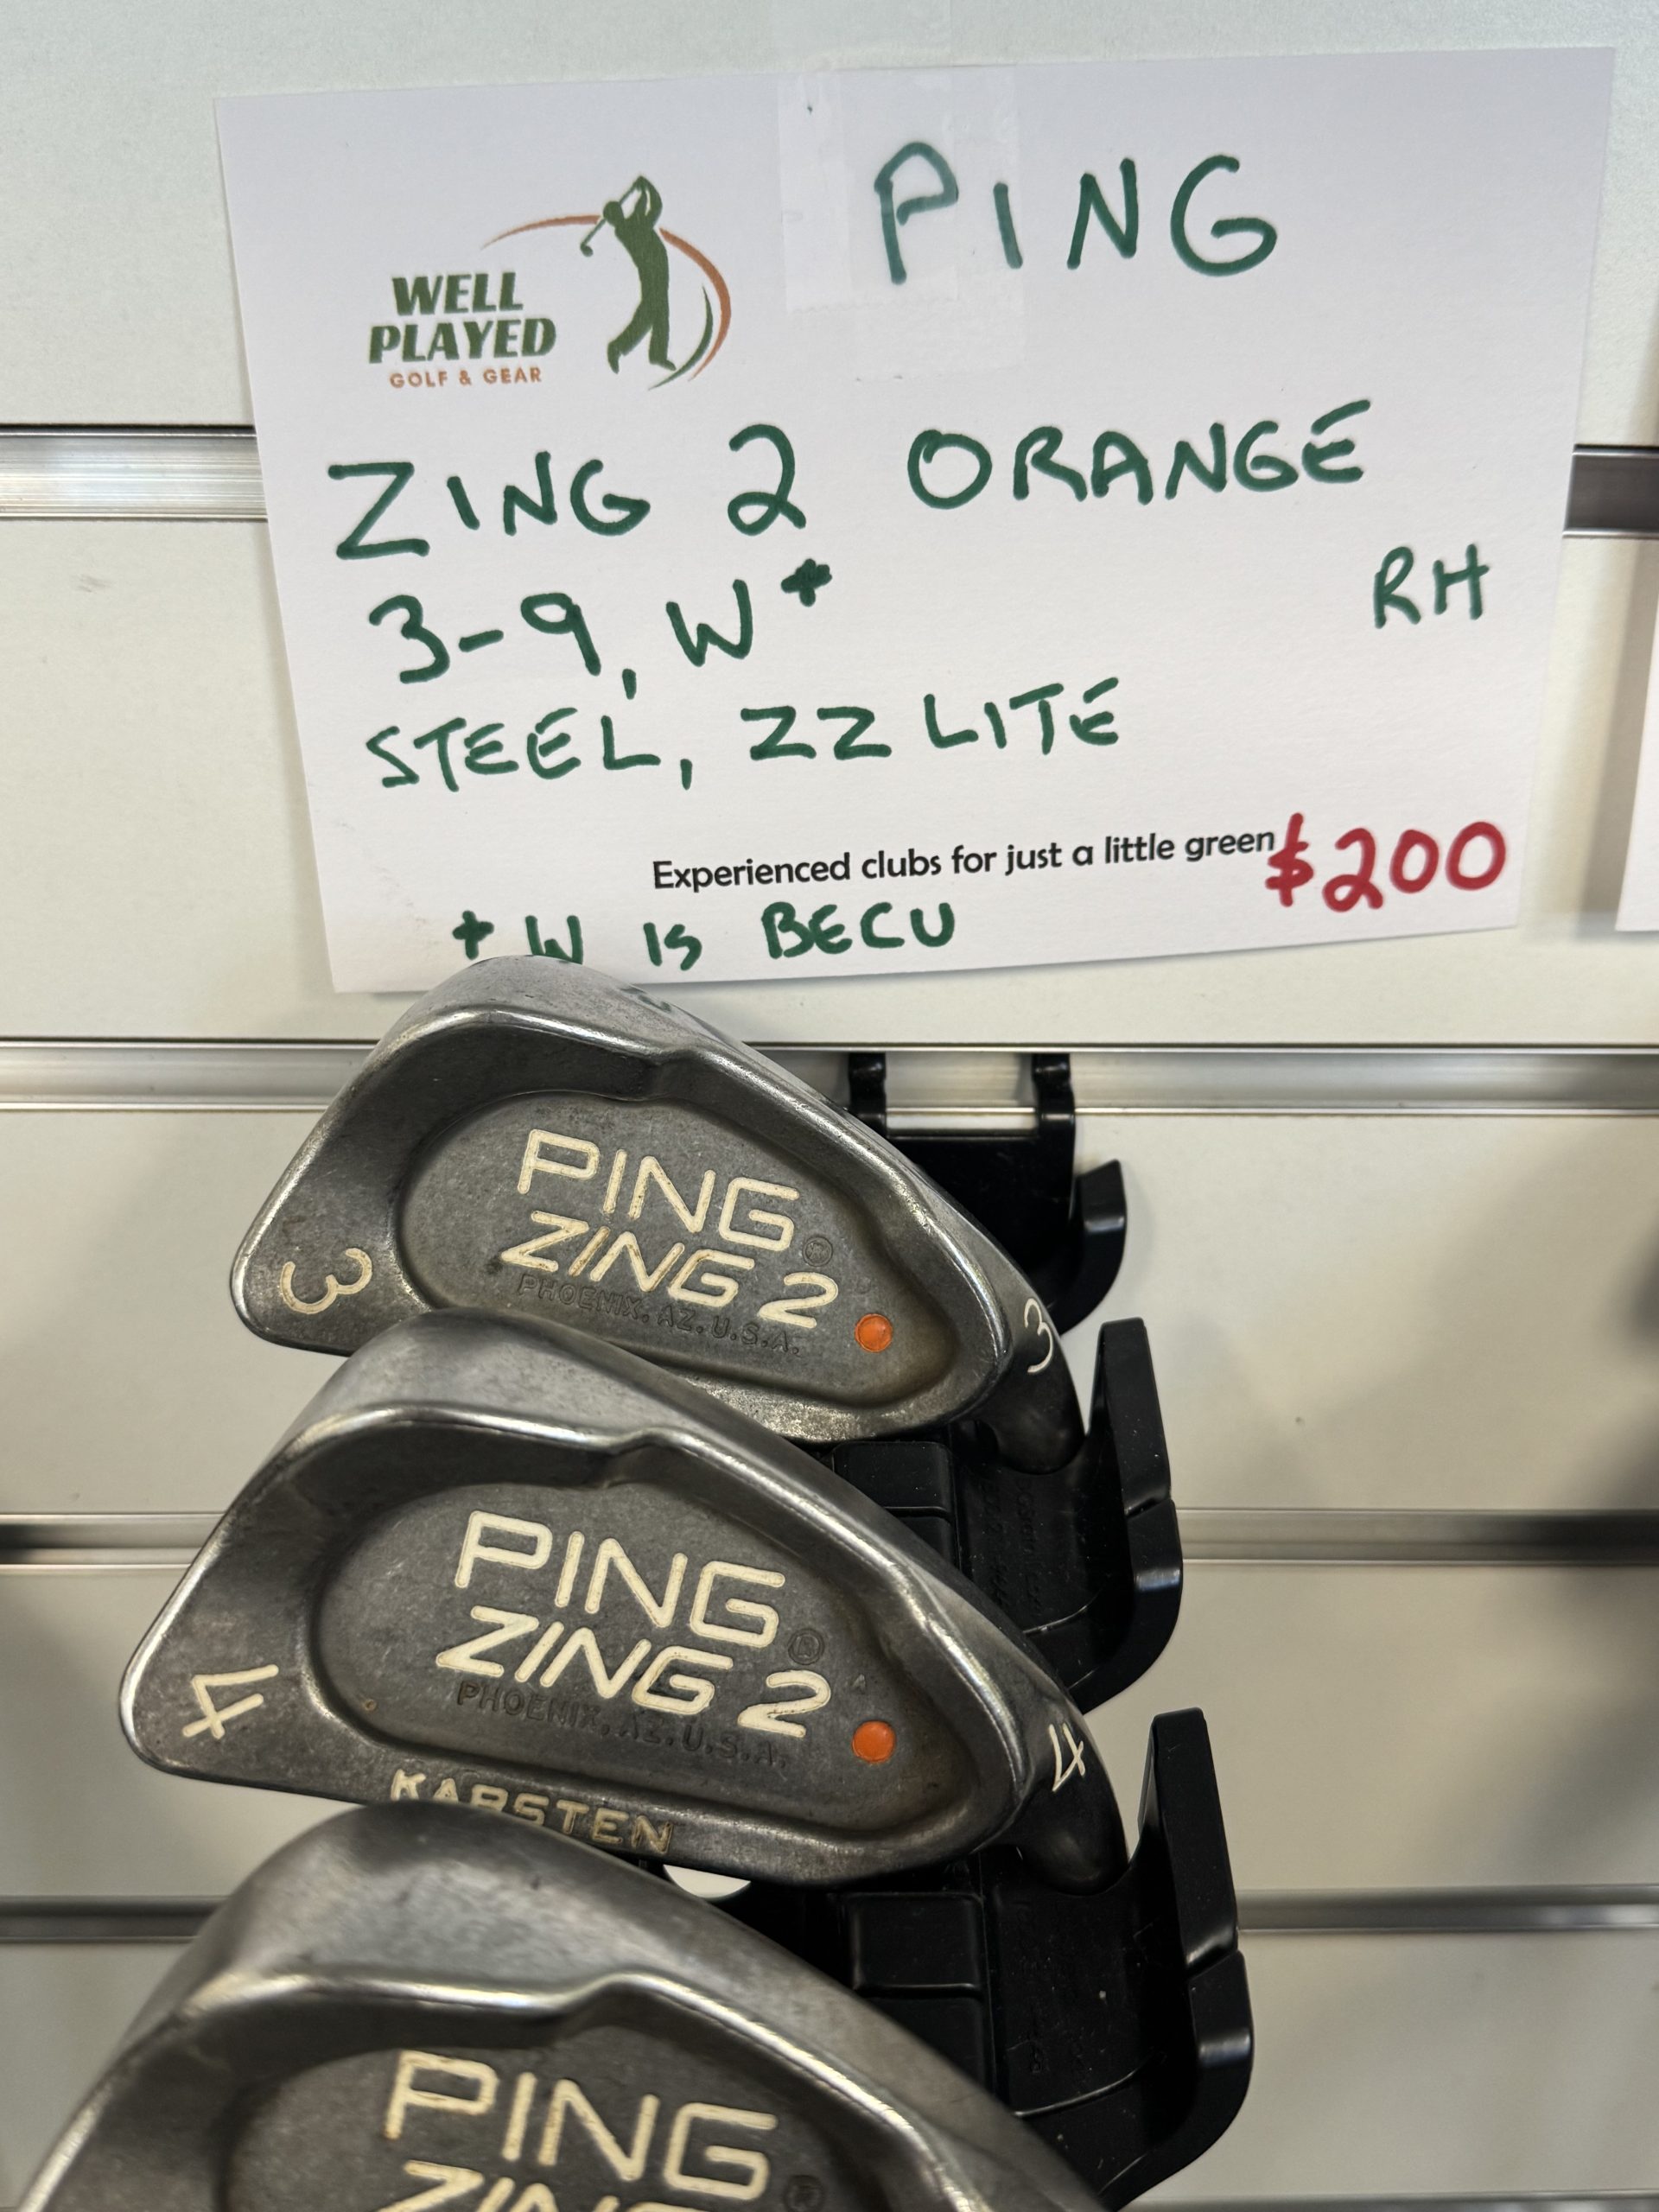 PING
WELL
PLAYED
GOLF & GEAR
ZING 2 ORANGE
3-9, W*
RH
STEEL, ZZ LITE
Experienced clubs for just a little green
$200
* W IS BECU
PING®
ZING 2
PHOENIX, AZ. U.S.A.
3
3
PING®
ZING 2
PHOENIX, AZ. U.S.A.
4
4
KARSTEN
PING®